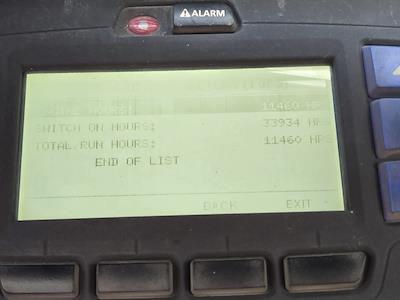 ALARM
11460 HRS
SWITCH ON HOURS: 33934 HRS
TOTAL RUN HOURS: 11460 HRS
END OF LIST
BACK EXIT